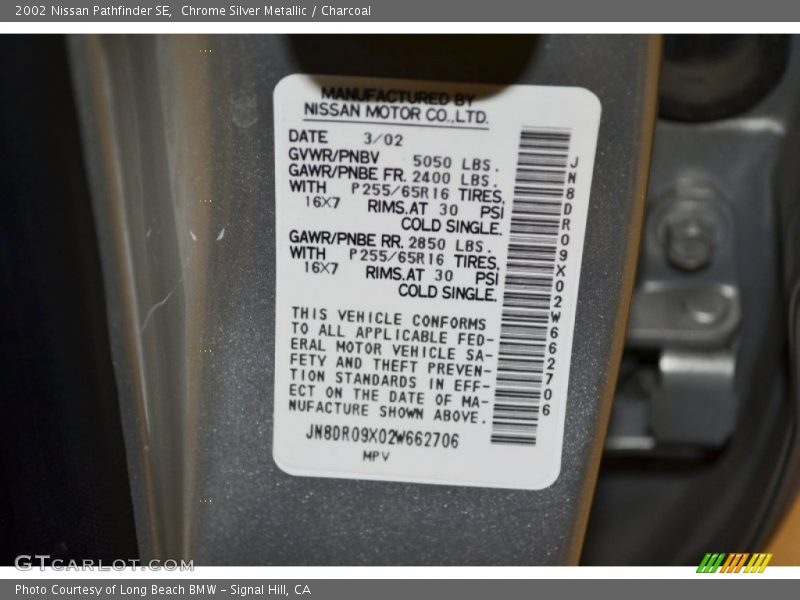 2002 Nissan Pathfinder SE,  Chrome Silver Metallic / Charcoal
MANUFACTURED BY
NISSAN MOTOR CO.,LTD.
DATE 3/02
GVWR/PNBV 5050 LBS.
GAWR/PNBE FR. 2400 LBS.
WITH P255/65R16 TIRES,
16X7 RIMS,AT 30 PSI
COLD SINGLE.
GAWR/PNBE RR. 2850 LBS.
WITH P255/65R16 TIRES,
16X7 RIMS,AT 30 PSI
COLD SINGLE.
THIS VEHICLE CONFORMS
TO ALL APPLICABLE FED-
ERAL MOTOR VEHICLE SA-
FETY AND THEFT PREVEN-
TION STANDARDS IN EFF-
ECT ON THE DATE OF MA-
NUFACTURE SHOWN ABOVE.
JN8DR09X02W662706
MPV
JN8DR09X02W662706
GTCARLOT.COM
Photo Courtesy of Long Beach BMW – Signal Hill, CA